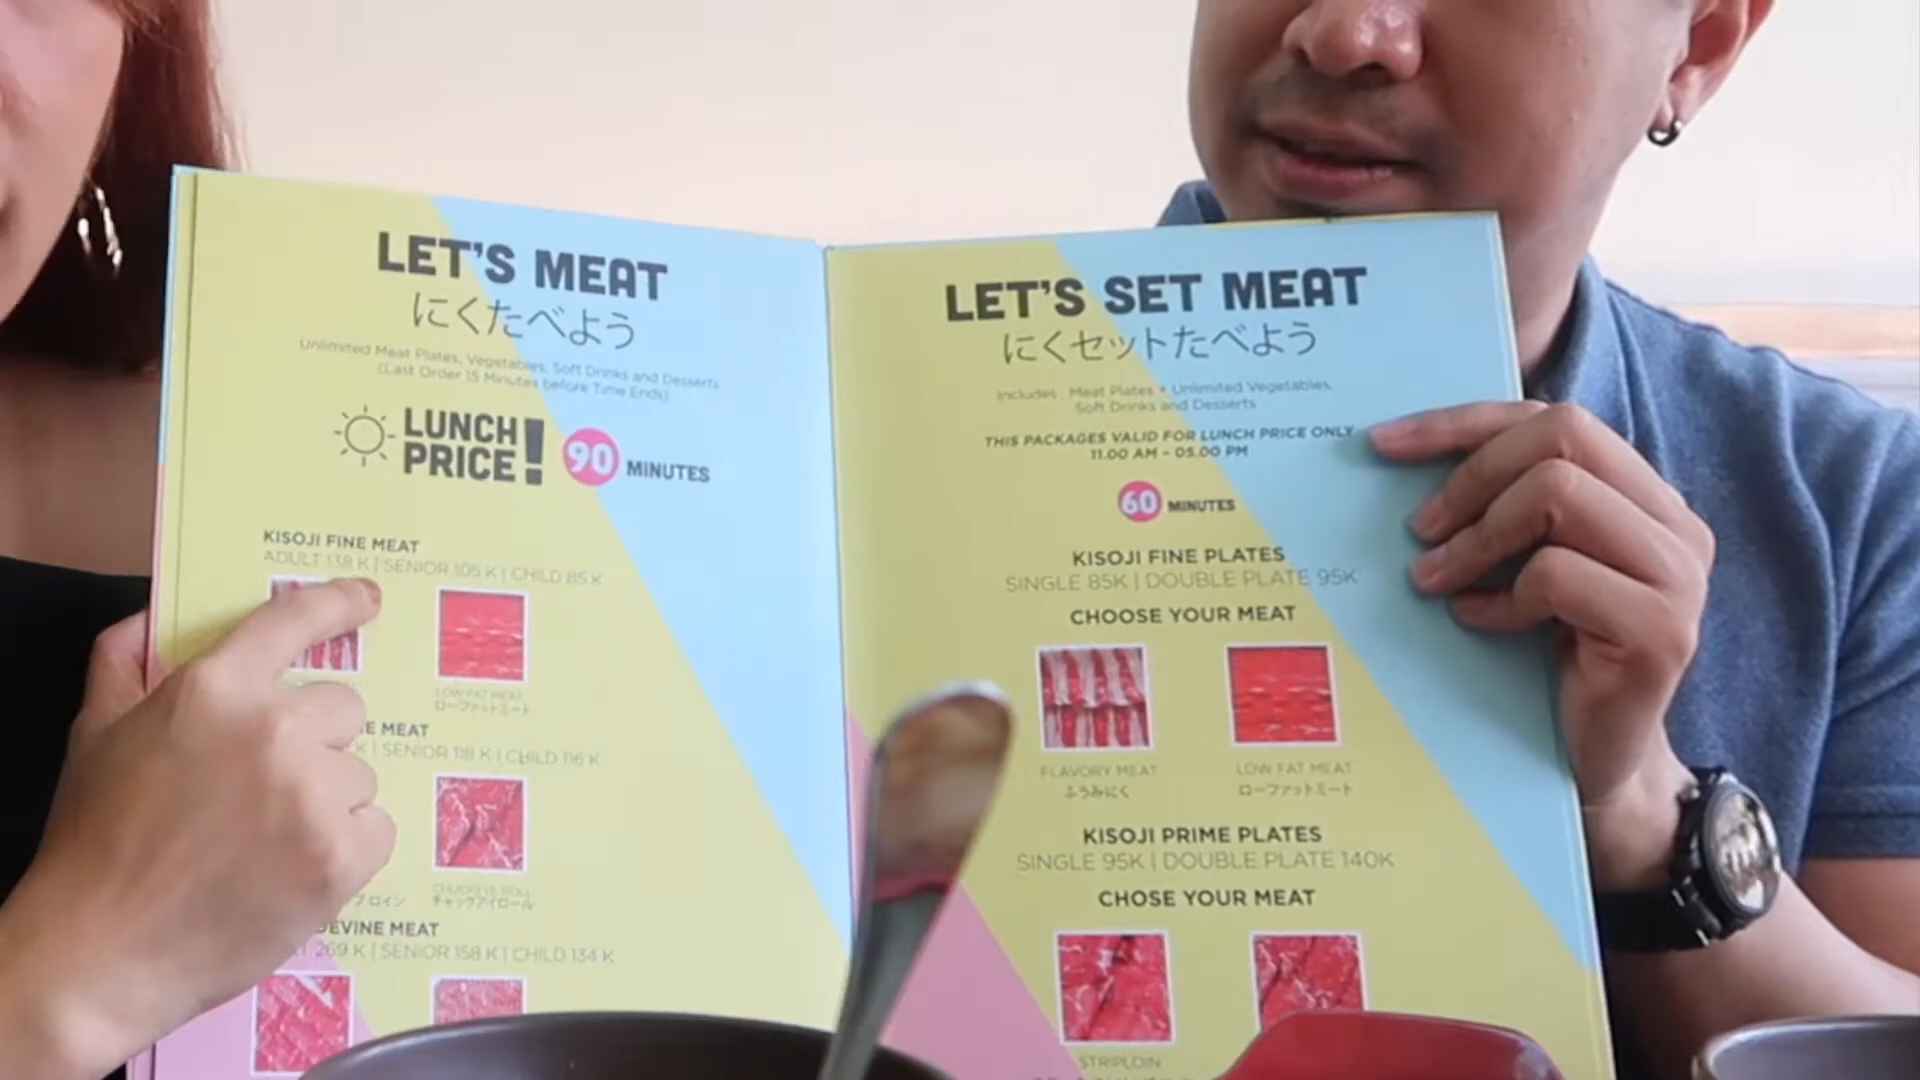 LET'S MEAT
にくたべよう
Unlimited Meat Plates, Vegetables, Soft Drinks and Desserts
(Last Order 15 Minutes before Time Ends)
LUNCH
PRICE!
90 MINUTES
KISOJI FINE MEAT
ADULT 138 K | SENIOR 105 K | CHILD 85 K
LOW FAT MEAT
ローファットミート
MEAT
K | SENIOR 118 K | CHILD 116 K
CHUCKEYE ROLL
チャックアイロール
DEVINE MEAT
269 K | SENIOR 158 K | CHILD 134 K
LET'S SET MEAT
にくセットたべよう
Includes Meat Plates + Unlimited Vegetables,
Soft Drinks and Desserts
THIS PACKAGES VALID FOR LUNCH PRICE ONLY
11.00 AM - 05.00 PM
60 MINUTES
KISOJI FINE PLATES
SINGLE 85K | DOUBLE PLATE 95K
CHOOSE YOUR MEAT
FLAVORY MEAT
ふうみにく
LOW FAT MEAT
ローファットミート
KISOJI PRIME PLATES
SINGLE 95K | DOUBLE PLATE 140K
CHOSE YOUR MEAT
STRIPLOIN